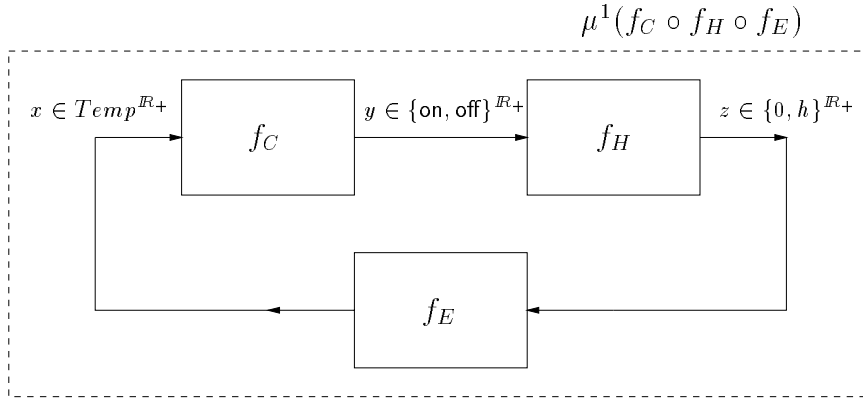 μ¹(f_C ∘ f_H ∘ f_E)
x ∈ Temp^{ℝ₊} f_C y ∈ {on, off}^{ℝ₊} f_H z ∈ {0, h}^{ℝ₊}
f_E